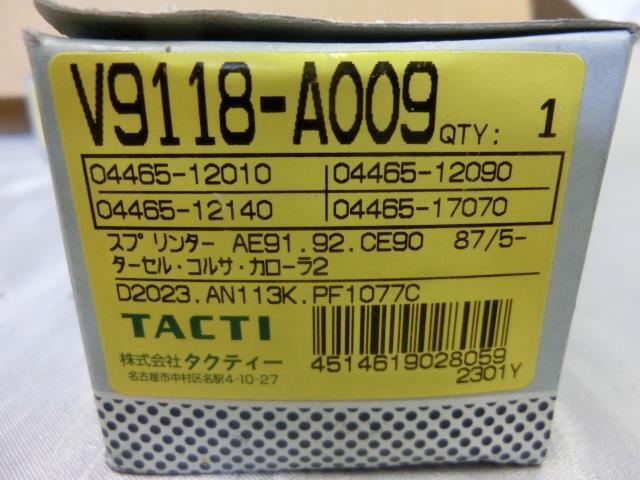 V9118-A009 QTY: 1
04465-12010 04465-12090
04465-12140 04465-17070
スプリンター AE91.92.CE90 87/5-
ターセル・コルサ・カローラ2
D2023.AN113K.PF1077C
TACTI
株式会社タクティー
名古屋市中村区名駅4-10-27
4514619028059
2301Y